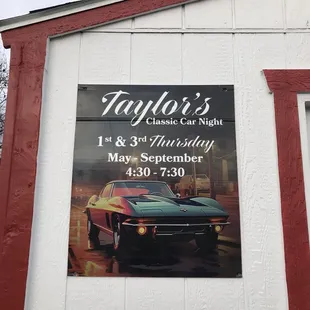 Taylor's
Classic Car Night
1st & 3rd Thursday
May - September
4:30 - 7:30